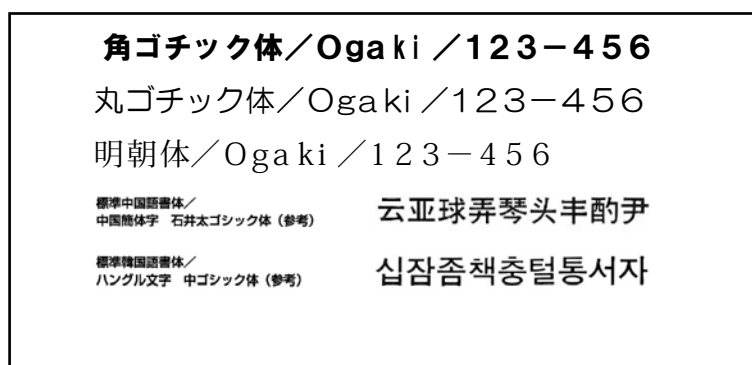 角ゴチック体／Ogaki／123－456
丸ゴチック体／Ogaki／123－456
明朝体／Ogaki／123－456
標準中国語書体／
中国簡体字　石井太ゴシック体（参考）
云亚球弄琴头丰酌尹
標準韓国語書体／
ハングル文字　中ゴシック体（参考）
십잠좀책충털통서자